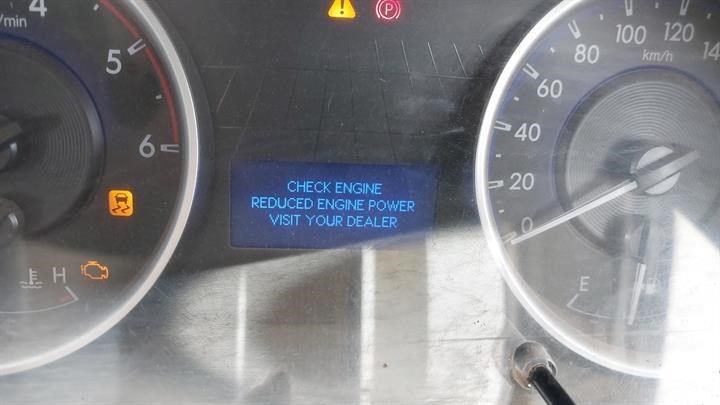 4
/min
5
6
H
P
CHECK ENGINE
REDUCED ENGINE POWER
VISIT YOUR DEALER
0
20
40
60
80
100
120
14
km/h
E